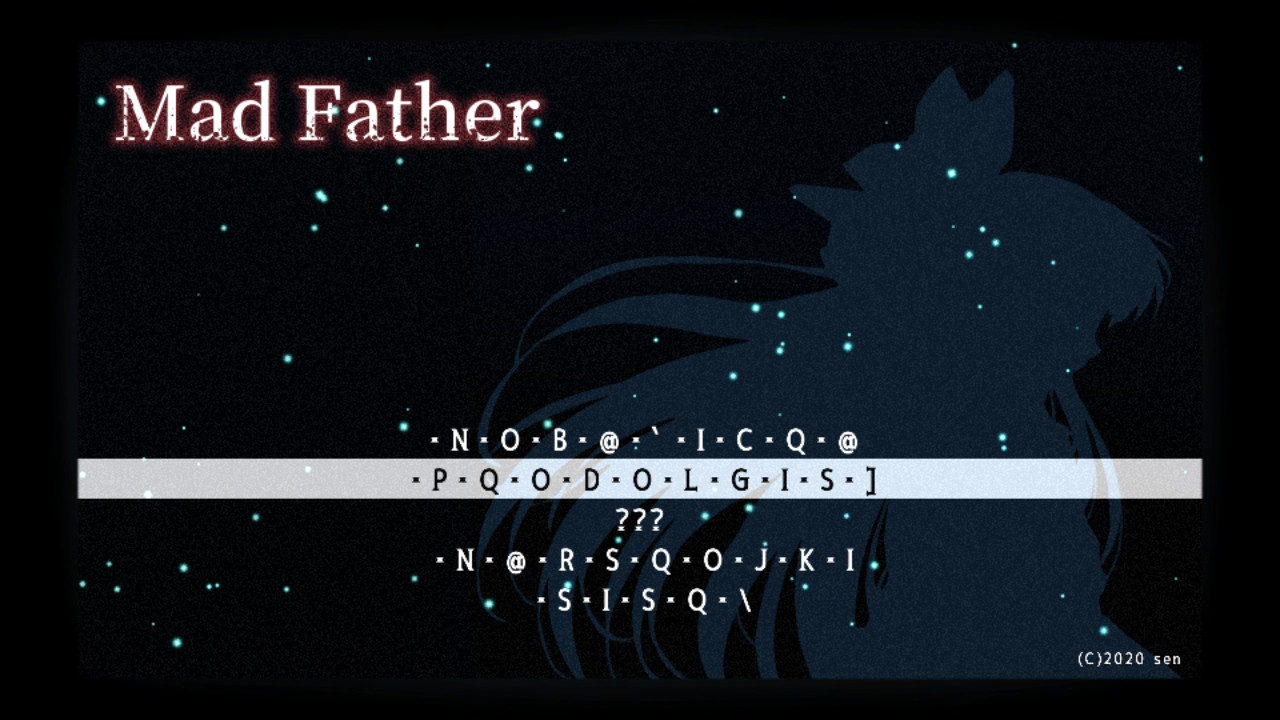 Mad Father
·N·O·B·@·`·I·C·Q·@
·P·Q·O·D·O·L·G·I·S·]
???
·N·@·R·S·Q·O·J·K·I
·S·I·S·Q·\
(C)2020 sen